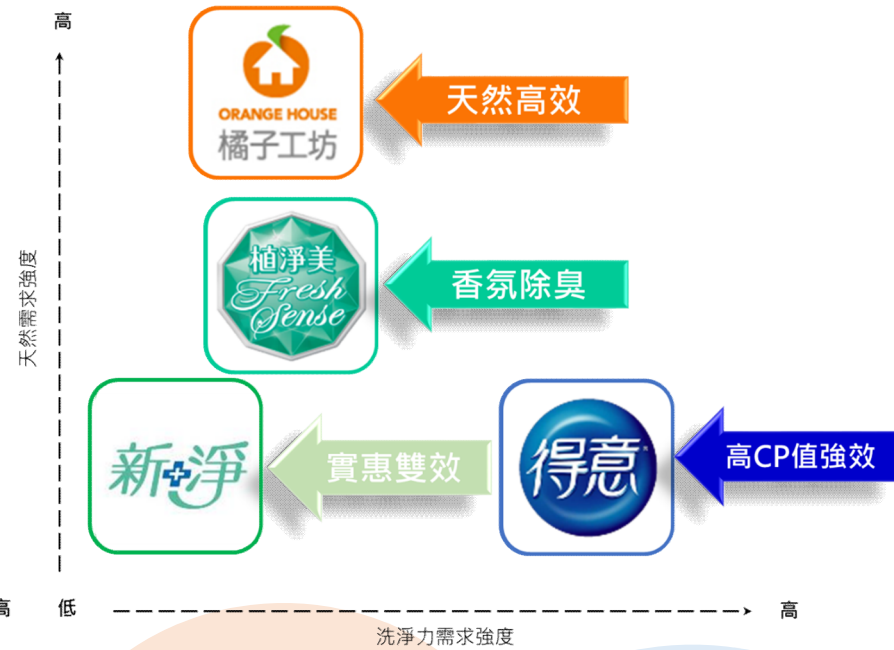 高
ORANGE HOUSE
橘子工坊
天然高效
天然需求強度
植淨美
Fresh
Sense
香氛除臭
新淨
實惠雙效
得意
高CP值強效
高
低
高
洗淨力需求強度